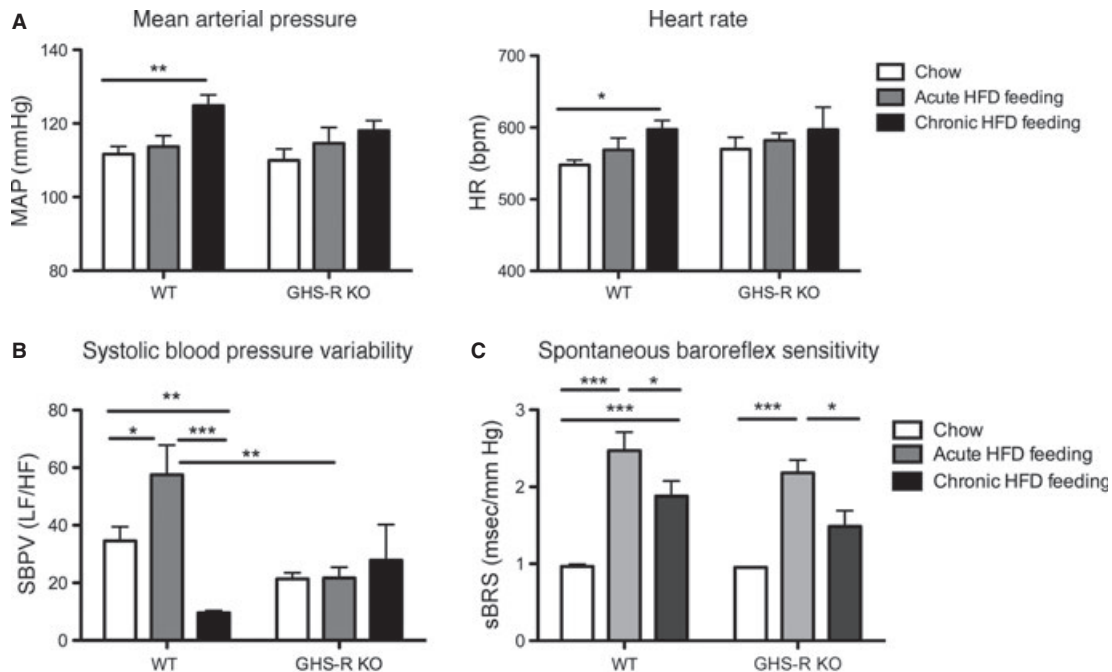 A
Mean arterial pressure
MAP (mmHg)
140
120
100
80
**
WT
GHS-R KO
Heart rate
HR (bpm)
700
600
500
400
*
WT
GHS-R KO
Chow
Acute HFD feeding
Chronic HFD feeding
B
Systolic blood pressure variability
SBPV (LF/HF)
80
60
40
20
0
**
* ***
**
WT
GHS-R KO
C
Spontaneous baroreflex sensitivity
sBRS (msec/mm Hg)
3
2
1
0
*** *
***
*** *
WT
GHS-R KO
Chow
Acute HFD feeding
Chronic HFD feeding